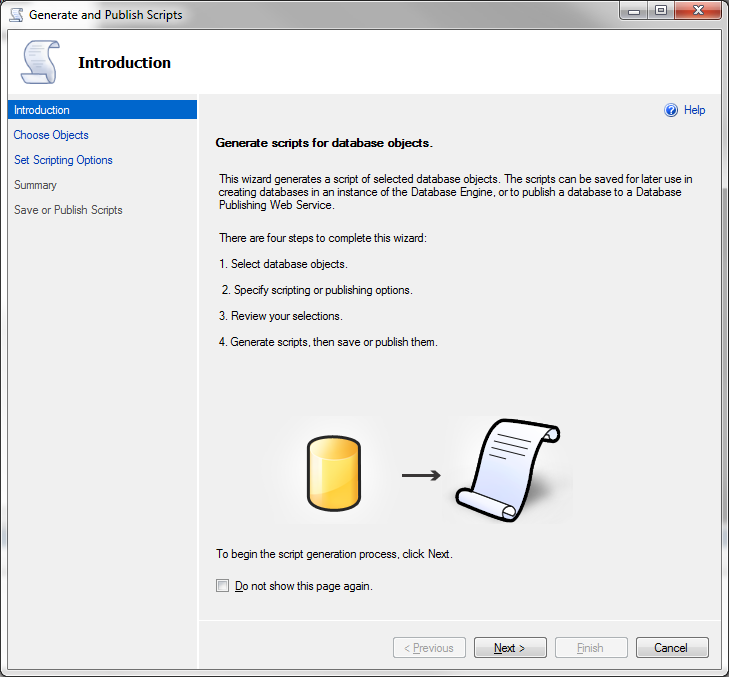 Generate and Publish Scripts
Introduction
Introduction
Choose Objects
Set Scripting Options
Summary
Save or Publish Scripts
Help
Generate scripts for database objects.
This wizard generates a script of selected database objects. The scripts can be saved for later use in
creating databases in an instance of the Database Engine, or to publish a database to a Database
Publishing Web Service.
There are four steps to complete this wizard:
1. Select database objects.
2. Specify scripting or publishing options.
3. Review your selections.
4. Generate scripts, then save or publish them.
To begin the script generation process, click Next.
Do not show this page again.
< Previous
Next >
Finish
Cancel